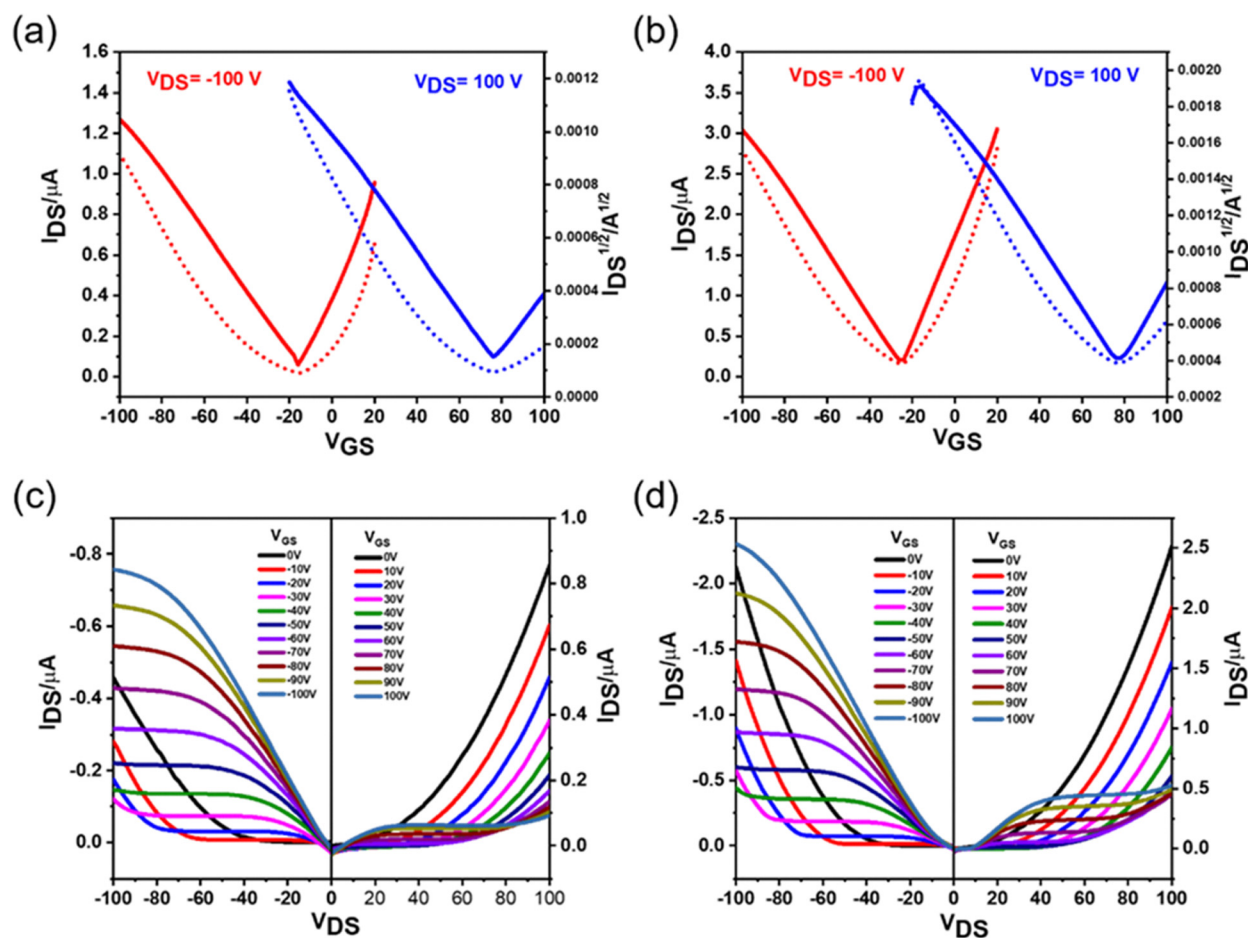 (a)
1.6
1.4
1.2
1.0
0.8
0.6
0.4
0.2
0.0
IDS/μA
VDS= -100 V
VDS= 100 V
0.0012
0.0010
0.0008
0.0006
0.0004
0.0002
0.0000
IDS1/2/A1/2
-100 -80 -60 -40 -20 0 20 40 60 80 100
VGS
(b)
4.0
3.5
3.0
2.5
2.0
1.5
1.0
0.5
0.0
IDS/μA
VDS= -100 V
VDS= 100 V
0.0020
0.0018
0.0016
0.0014
0.0012
0.0010
0.0008
0.0006
0.0004
0.0002
IDS1/2/A1/2
-100 -80 -60 -40 -20 0 20 40 60 80 100
VGS
(c)
-0.8
-0.6
-0.4
-0.2
0.0
IDS/μA
VGS
0V
-10V
-20V
-30V
-40V
-50V
-60V
-70V
-80V
-90V
-100V
VGS
0V
10V
20V
30V
40V
50V
60V
70V
80V
90V
100V
1.0
0.8
0.6
0.4
0.2
0.0
IDS/μA
-100 -80 -60 -40 -20 0 20 40 60 80 100
VDS
(d)
-2.5
-2.0
-1.5
-1.0
-0.5
-0.0
IDS/μA
VGS
0V
-10V
-20V
-30V
-40V
-50V
-60V
-70V
-80V
-90V
-100V
VGS
0V
10V
20V
30V
40V
50V
60V
70V
80V
90V
100V
2.5
2.0
1.5
1.0
0.5
0.0
IDS/μA
-100 -80 -60 -40 -20 0 20 40 60 80 100
VDS